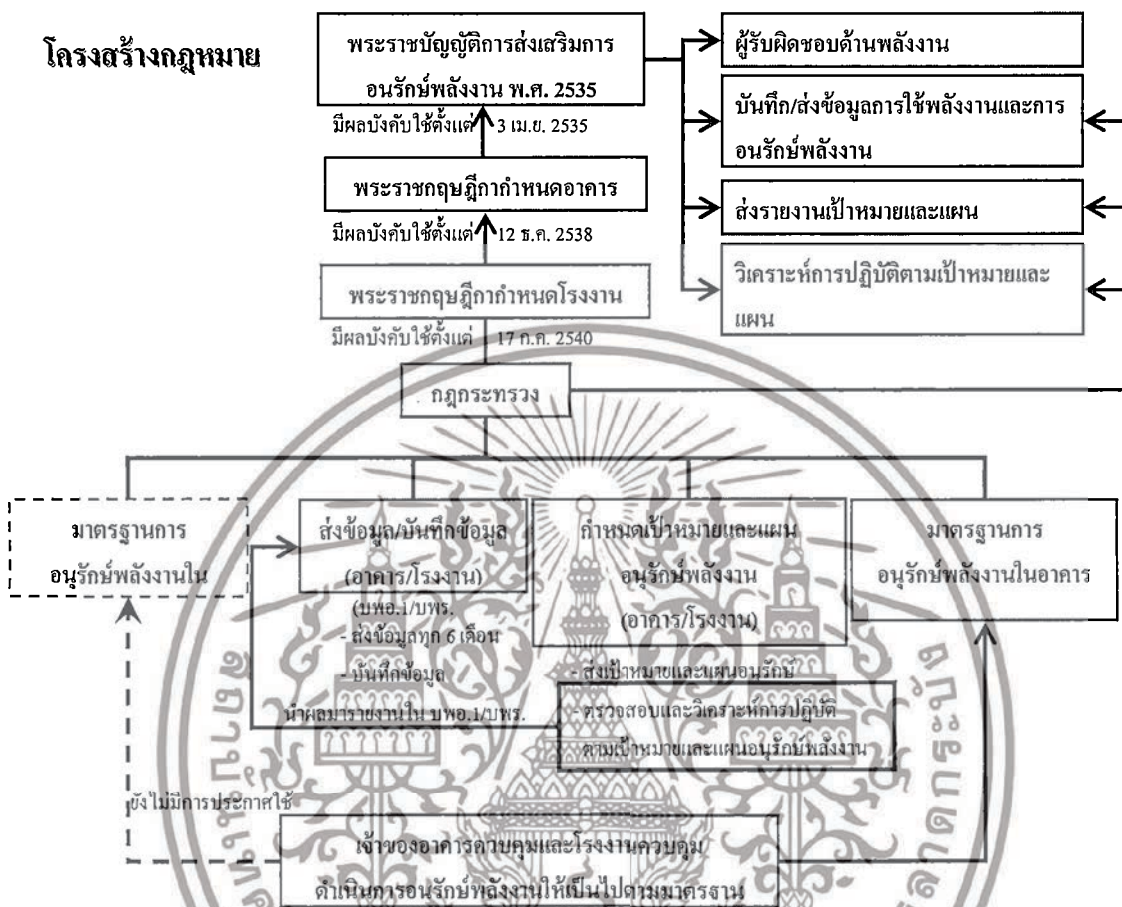 โครงสร้างกฎหมาย
พระราชบัญญัติการส่งเสริมการ
อนรักษ์พลังงาน พ.ศ. 2535
มีผลบังคับใช้ตั้งแต่ 3 เม.ย. 2535
พระราชกฤษฎีกากำหนดอาคาร
มีผลบังคับใช้ตั้งแต่ 12 ธ.ค. 2538
พระราชกฤษฎีกากำหนดโรงงาน
มีผลบังคับใช้ตั้งแต่ 17 ก.ค. 2540
กฎกระทรวง
ผู้รับผิดชอบด้านพลังงาน
บันทึก/ส่งข้อมูลการใช้พลังงานและการ
อนรักษ์พลังงาน
ส่งรายงานเป้าหมายและแผน
วิเคราะห์การปฏิบัติตามเป้าหมายและ
แผน
มาตรฐานการ
อนุรักษ์พลังงานใน
ส่งข้อมูล/บันทึกข้อมูล
(อาคาร/โรงงาน)
(บพอ.1/บพร.
- ส่งข้อมูลทุก 6 เดือน
- บันทึกข้อมูล
นำผลมารายงานใน บพอ.1/บพร.
กำหนดเป้าหมายและแผน
อนุรักษ์พลังงาน
(อาคาร/โรงงาน)
- ส่งเป้าหมายและแผนอนุรักษ์
- ตรวจสอบและวิเคราะห์การปฏิบัติ
ตามเป้าหมายและแผนอนุรักษ์พลังงาน
มาตรฐานการ
อนุรักษ์พลังงานในอาคาร
ยังไม่มีการประกาศใช้
เจ้าของอาคารควบคุมและโรงงานควบคุม
ดำเนินการอนุรักษ์พลังงานให้เป็นไปตามมาตรฐาน